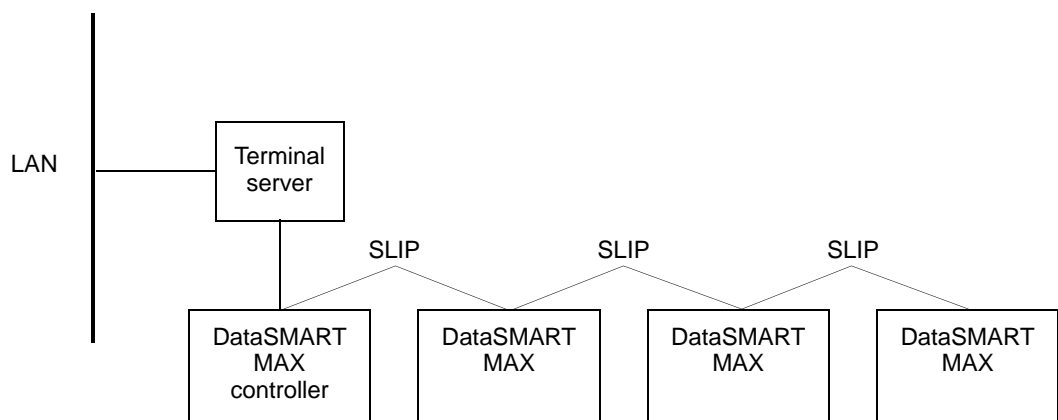 LAN
Terminal
server
SLIP
SLIP
SLIP
DataSMART
MAX
controller
DataSMART
MAX
DataSMART
MAX
DataSMART
MAX